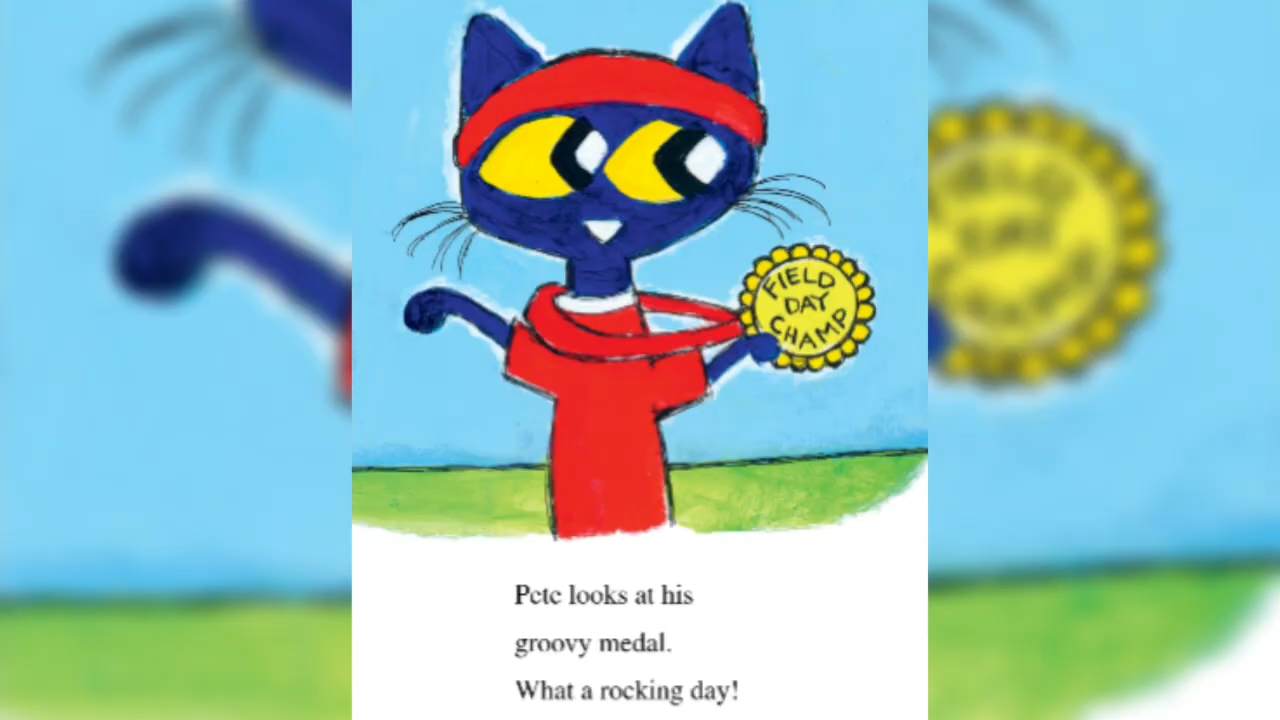 FIELD
DAY
CHAMP
Pete looks at his
groovy medal.
What a rocking day!